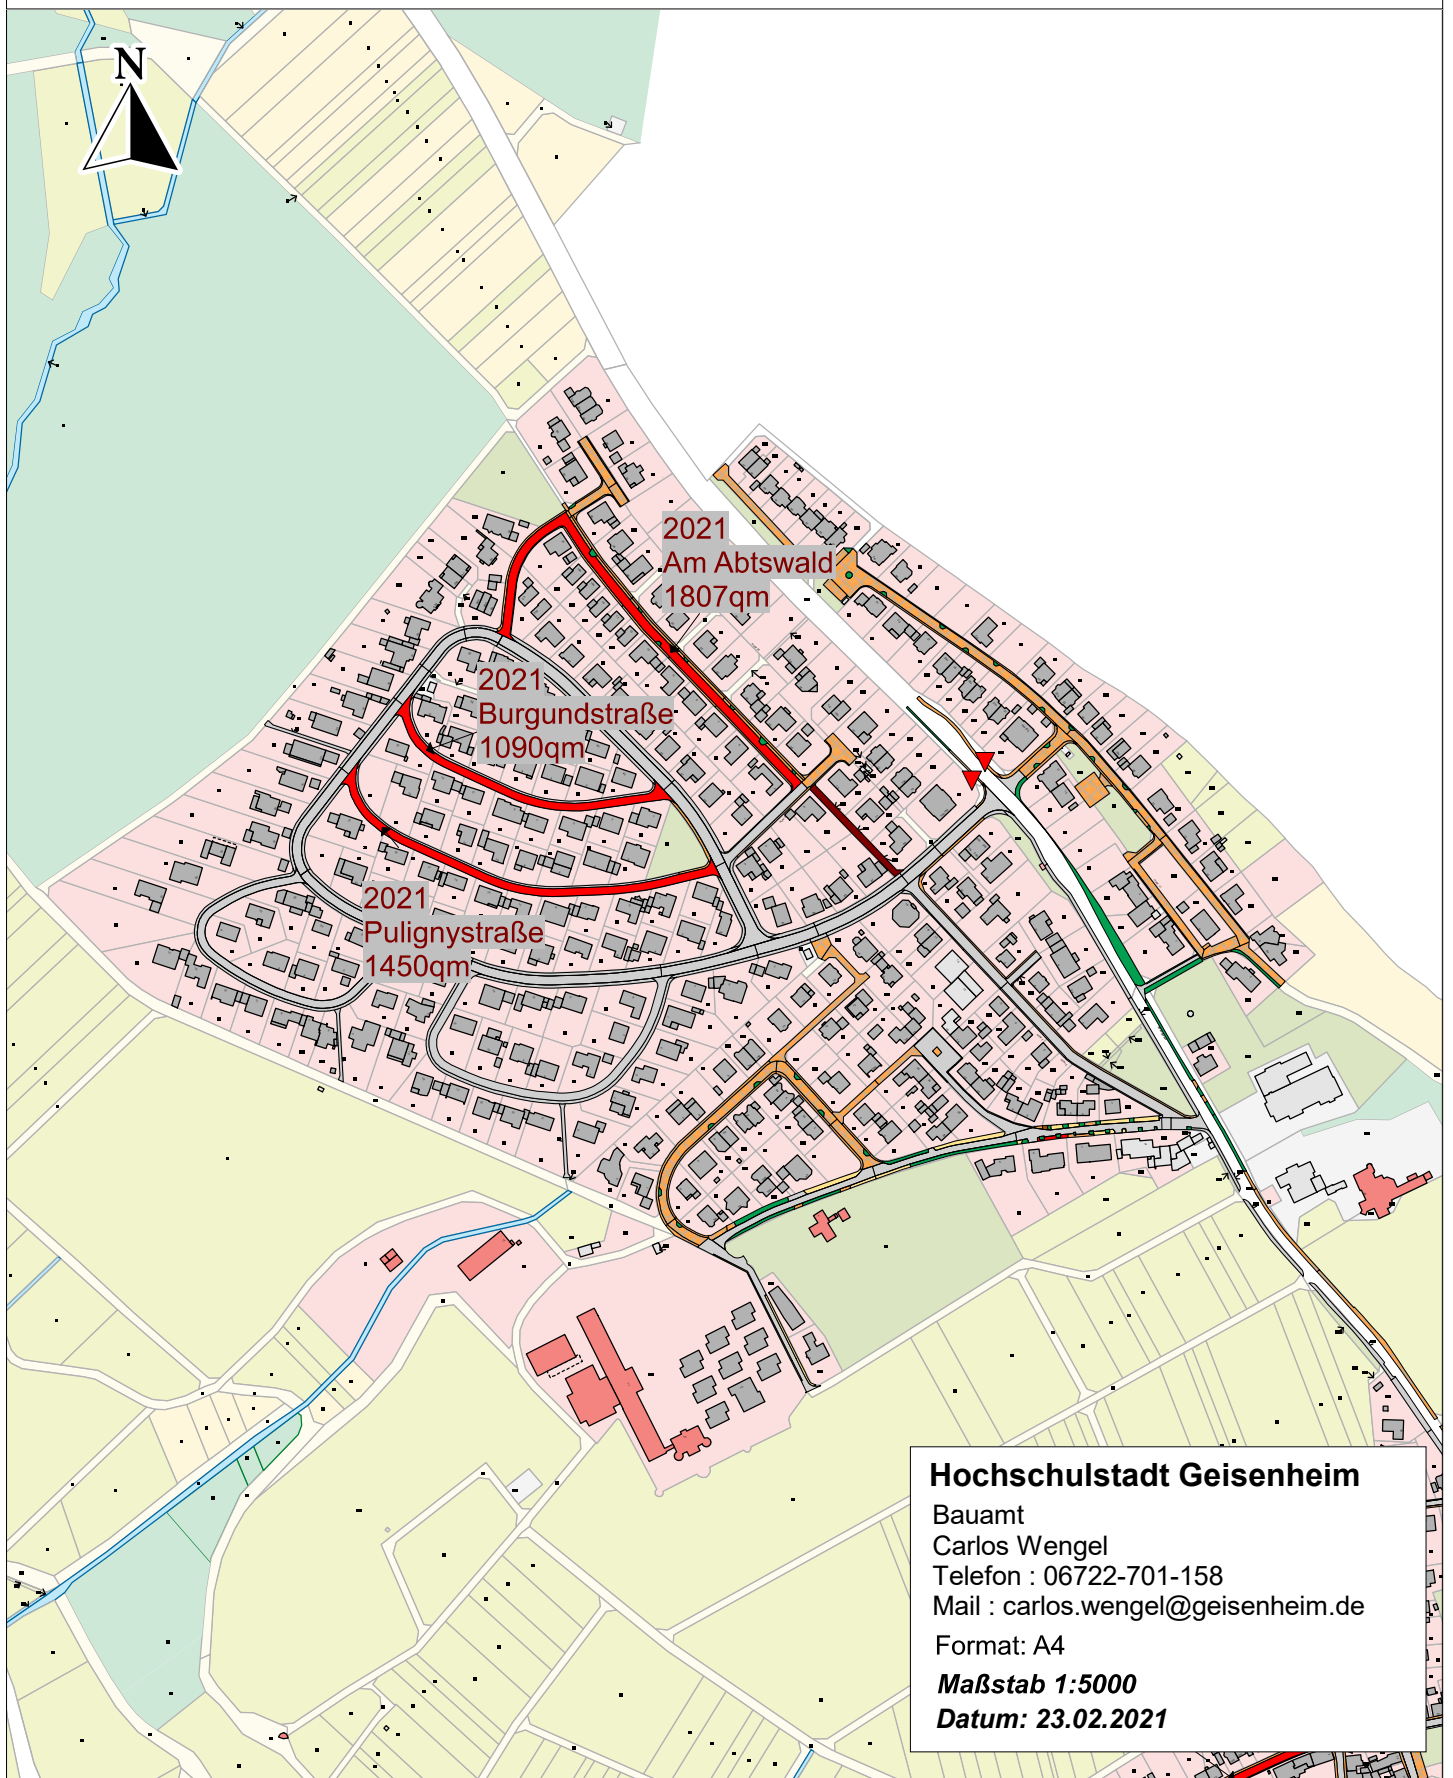 N
2021
Am Abtswald
1807qm
2021
Burgundstraße
1090qm
2021
Pulignystraße
1450qm
Hochschulstadt Geisenheim
Bauamt
Carlos Wengel
Telefon : 06722-701-158
Mail : carlos.wengel@geisenheim.de
Format: A4
Maßstab 1:5000
Datum: 23.02.2021